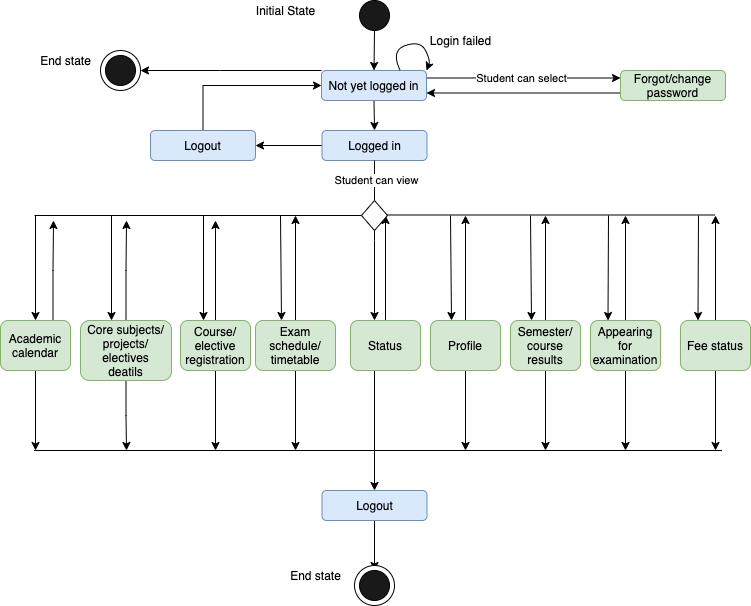 Initial State
Login failed
End state
Not yet logged in
Student can select
Forgot/change
password
Logout
Logged in
Student can view
Academic
calendar
Core subjects/
projects/
electives
deatils
Course/
elective
registration
Exam
schedule/
timetable
Status
Profile
Semester/
course
results
Appearing
for
examination
Fee status
Logout
End state